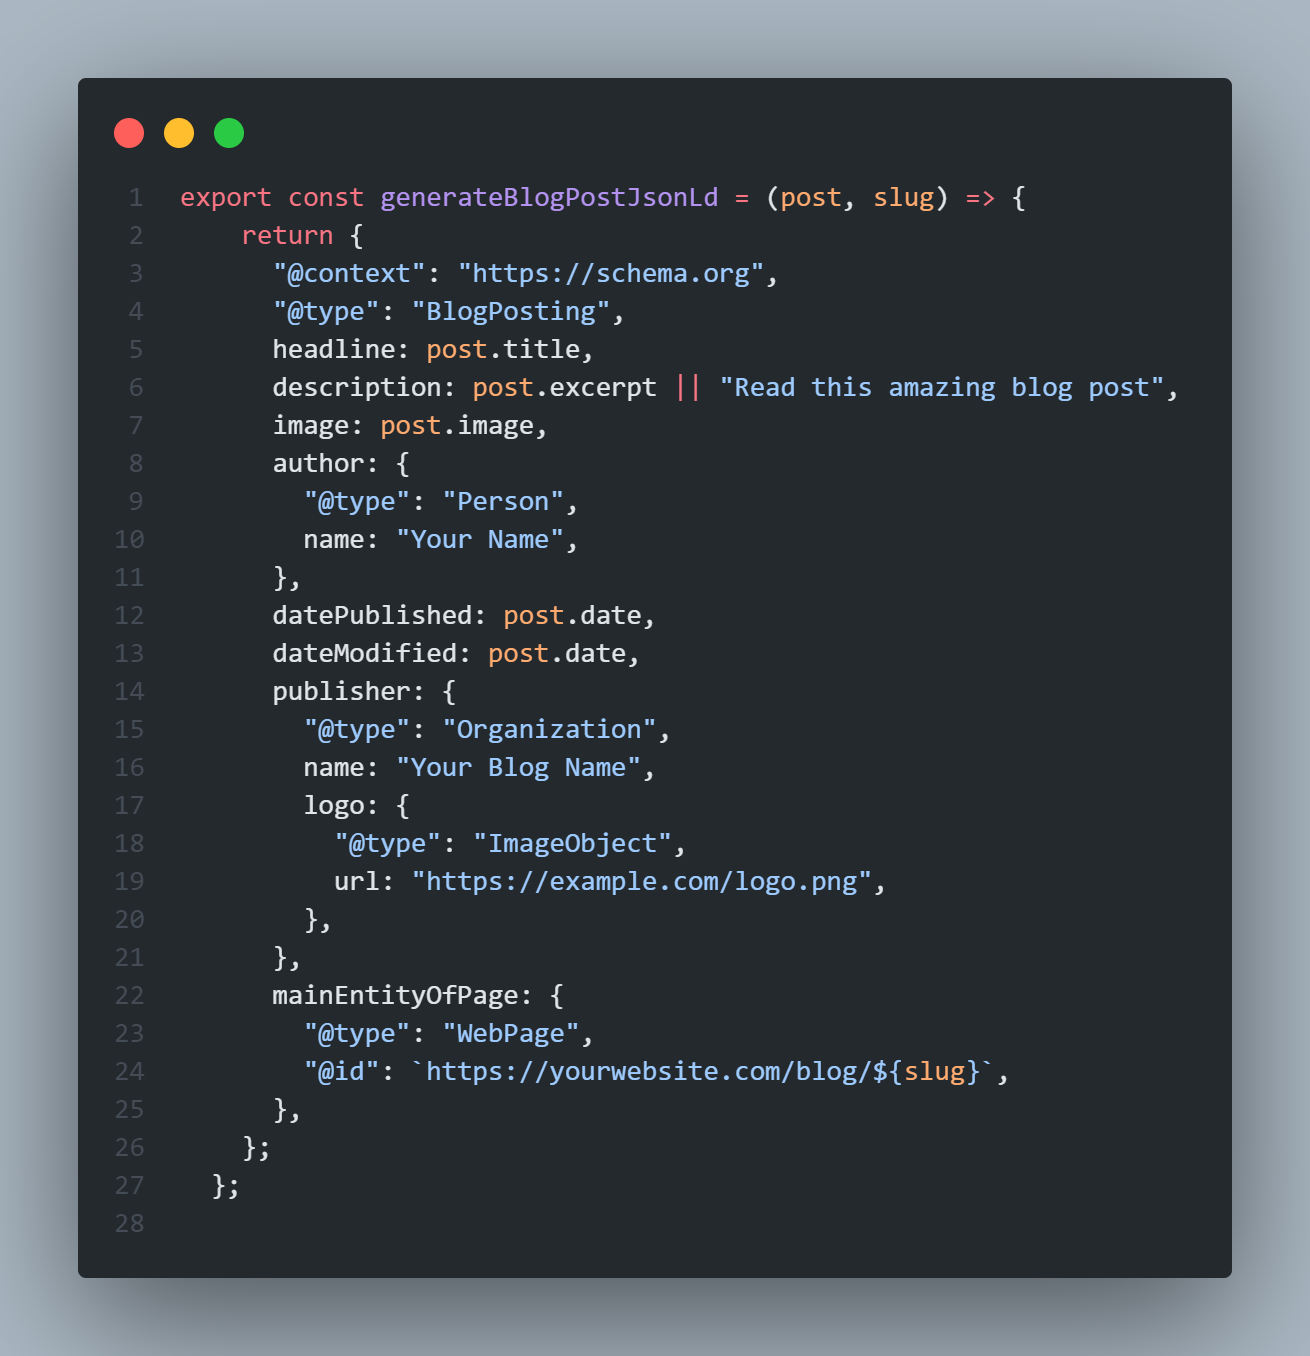 1 export const generateBlogPostJsonLd = (post, slug) => {
2     return {
3       "@context": "https://schema.org",
4       "@type": "BlogPosting",
5       headline: post.title,
6       description: post.excerpt || "Read this amazing blog post",
7       image: post.image,
8       author: {
9         "@type": "Person",
10         name: "Your Name",
11       },
12       datePublished: post.date,
13       dateModified: post.date,
14       publisher: {
15         "@type": "Organization",
16         name: "Your Blog Name",
17         logo: {
18           "@type": "ImageObject",
19           url: "https://example.com/logo.png",
20         },
21       },
22       mainEntityOfPage: {
23         "@type": "WebPage",
24         "@id": `https://yourwebsite.com/blog/${slug}`,
25       },
26     };
27   };
28